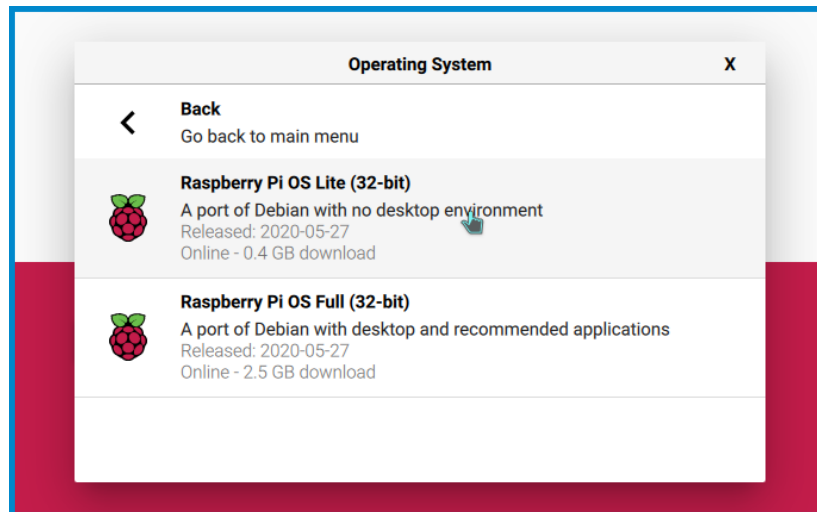 Operating System X
Back
Go back to main menu
Raspberry Pi OS Lite (32-bit)
A port of Debian with no desktop environment
Released: 2020-05-27
Online - 0.4 GB download
Raspberry Pi OS Full (32-bit)
A port of Debian with desktop and recommended applications
Released: 2020-05-27
Online - 2.5 GB download